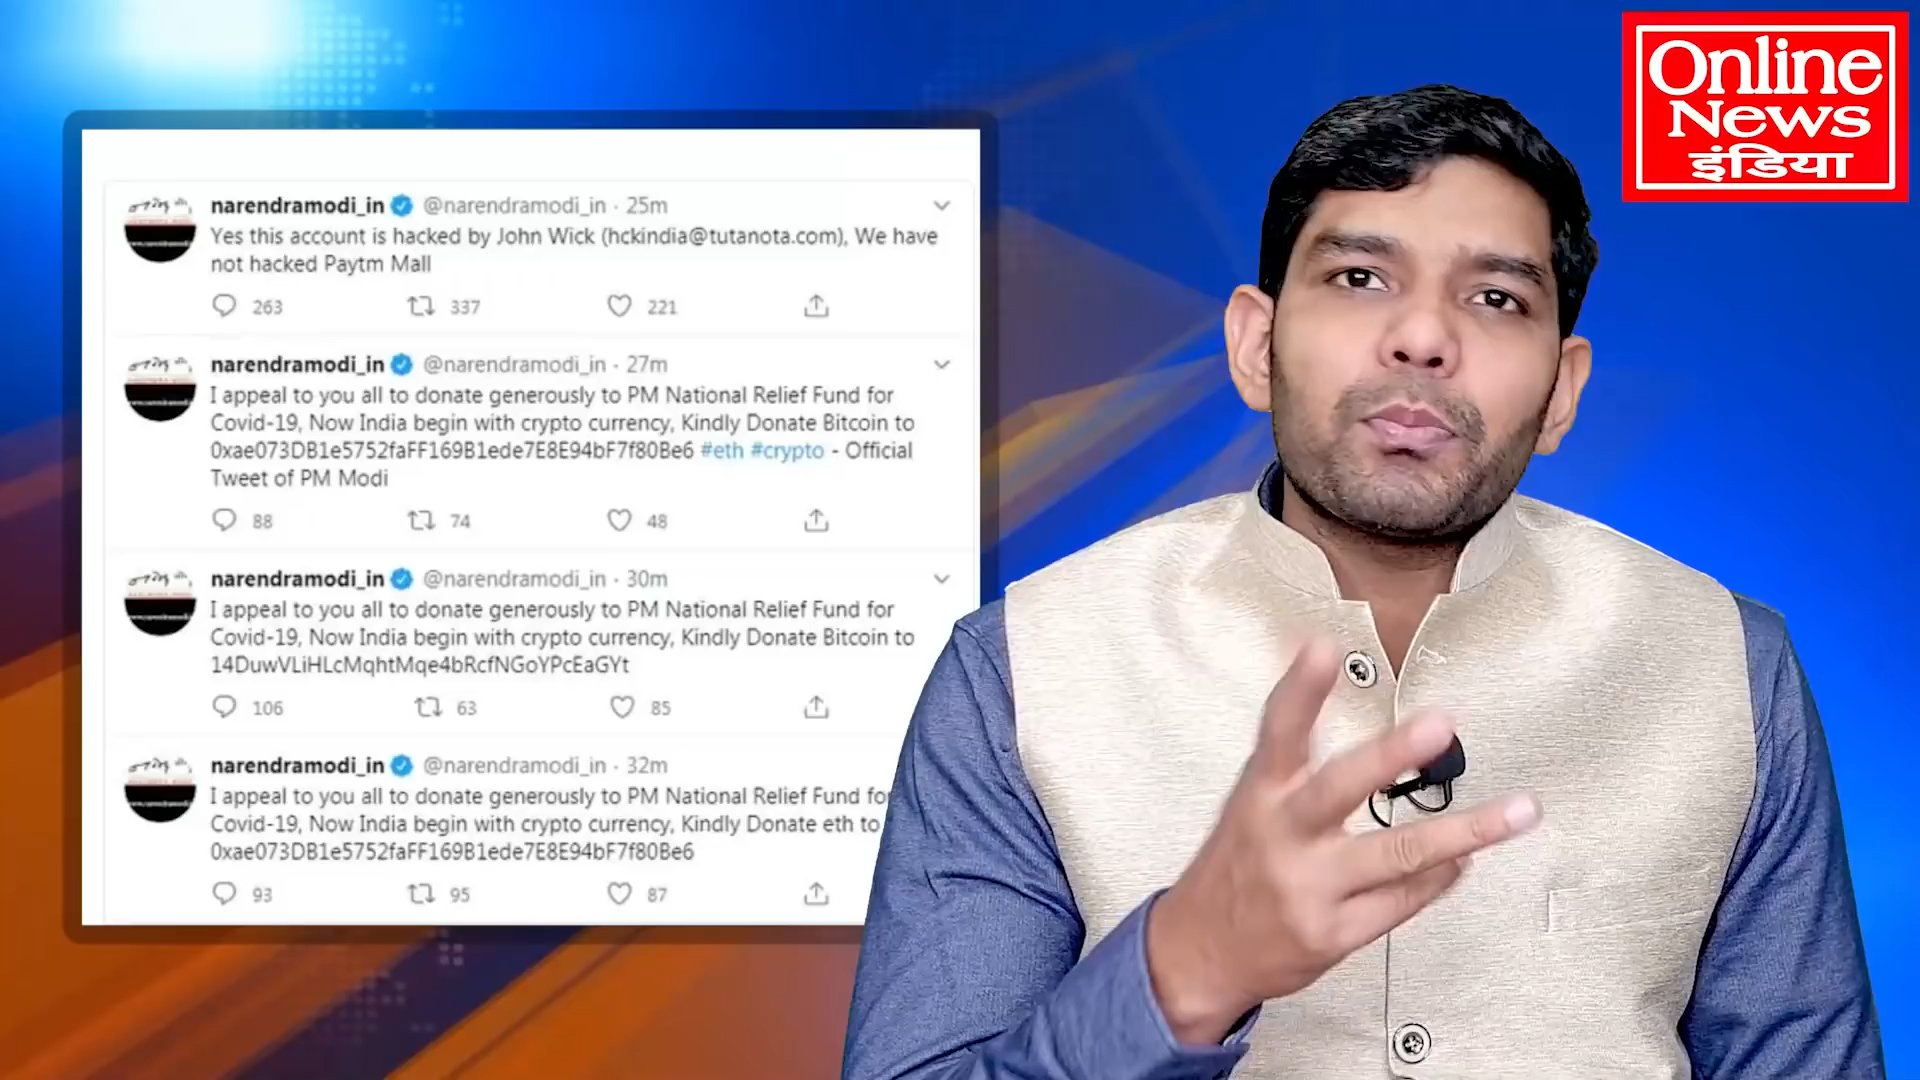 narendramodi_in @narendramodi_in · 25m
Yes this account is hacked by John Wick (hckindia@tutanota.com), We have
not hacked Paytm Mall
263 337 221
narendramodi_in @narendramodi_in · 27m
I appeal to you all to donate generously to PM National Relief Fund for
Covid-19, Now India begin with crypto currency, Kindly Donate Bitcoin to
0xae073DB1e5752faFF169B1ede7E8E94bF7f80Be6 #eth #crypto - Official
Tweet of PM Modi
88 74 48
narendramodi_in @narendramodi_in · 30m
I appeal to you all to donate generously to PM National Relief Fund for
Covid-19, Now India begin with crypto currency, Kindly Donate Bitcoin to
14DuwVLiHLcMqhtMqe4bRcfNGoYPcEaGYt
106 63 85
narendramodi_in @narendramodi_in · 32m
I appeal to you all to donate generously to PM National Relief Fund for
Covid-19, Now India begin with crypto currency, Kindly Donate eth to
0xae073DB1e5752faFF169B1ede7E8E94bF7f80Be6
93 95 87
Online
News
इंडिया